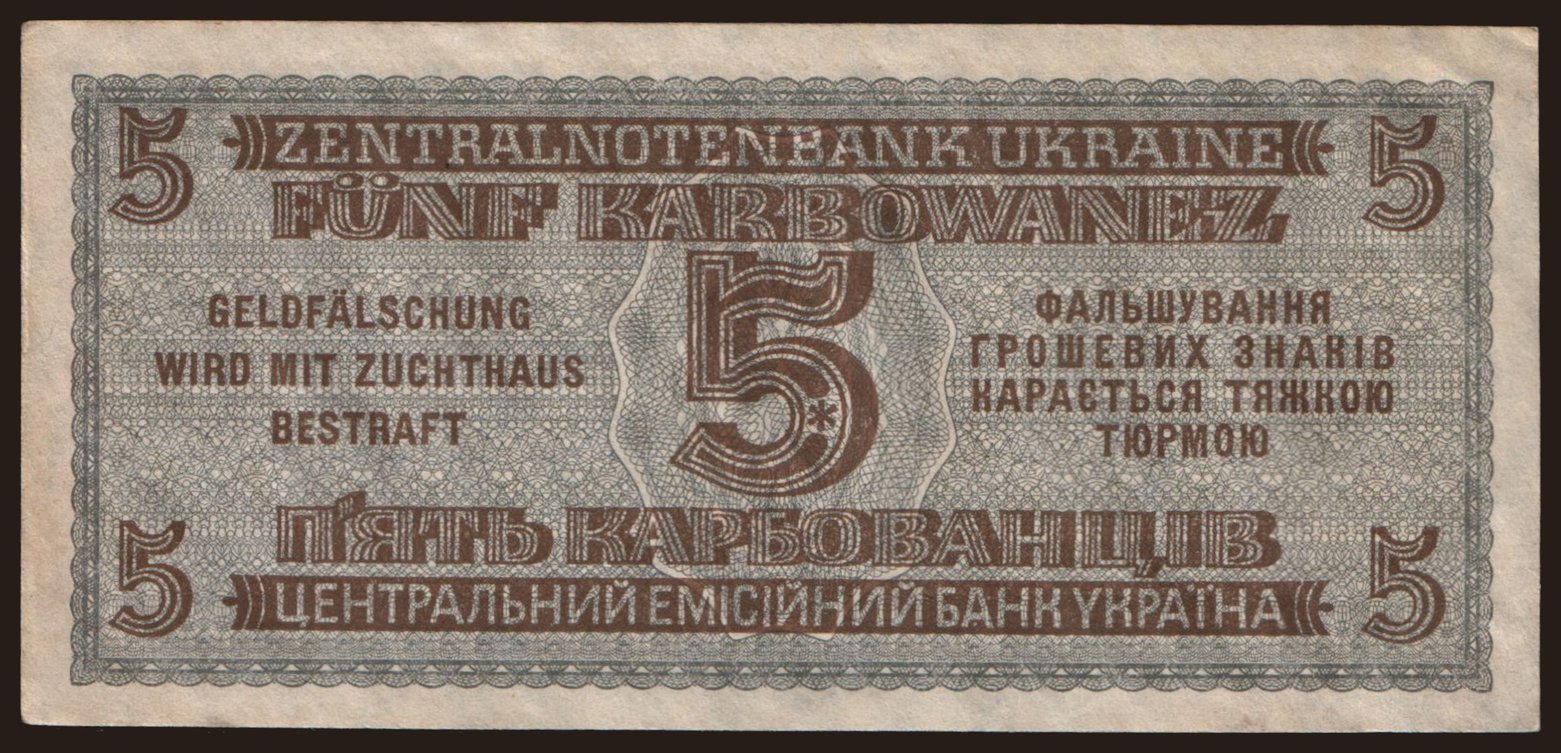 5 ZENTRALNOTENBANK UKRAINE 5
FÜNF KARBOWANEZ
GELDFÄLSCHUNG
WIRD MIT ZUCHTHAUS
BESTRAFT
5
ФАЛЬШУВАННЯ
ГРОШЕВИХ ЗНАКІВ
КАРАЄТЬСЯ ТЯЖКОЮ
ТЮРМОЮ
П'ЯТЬ КАРБОВАНЦІВ
5 ЦЕНТРАЛЬНИЙ ЕМІСІЙНИЙ БАНК УКРАЇНА 5